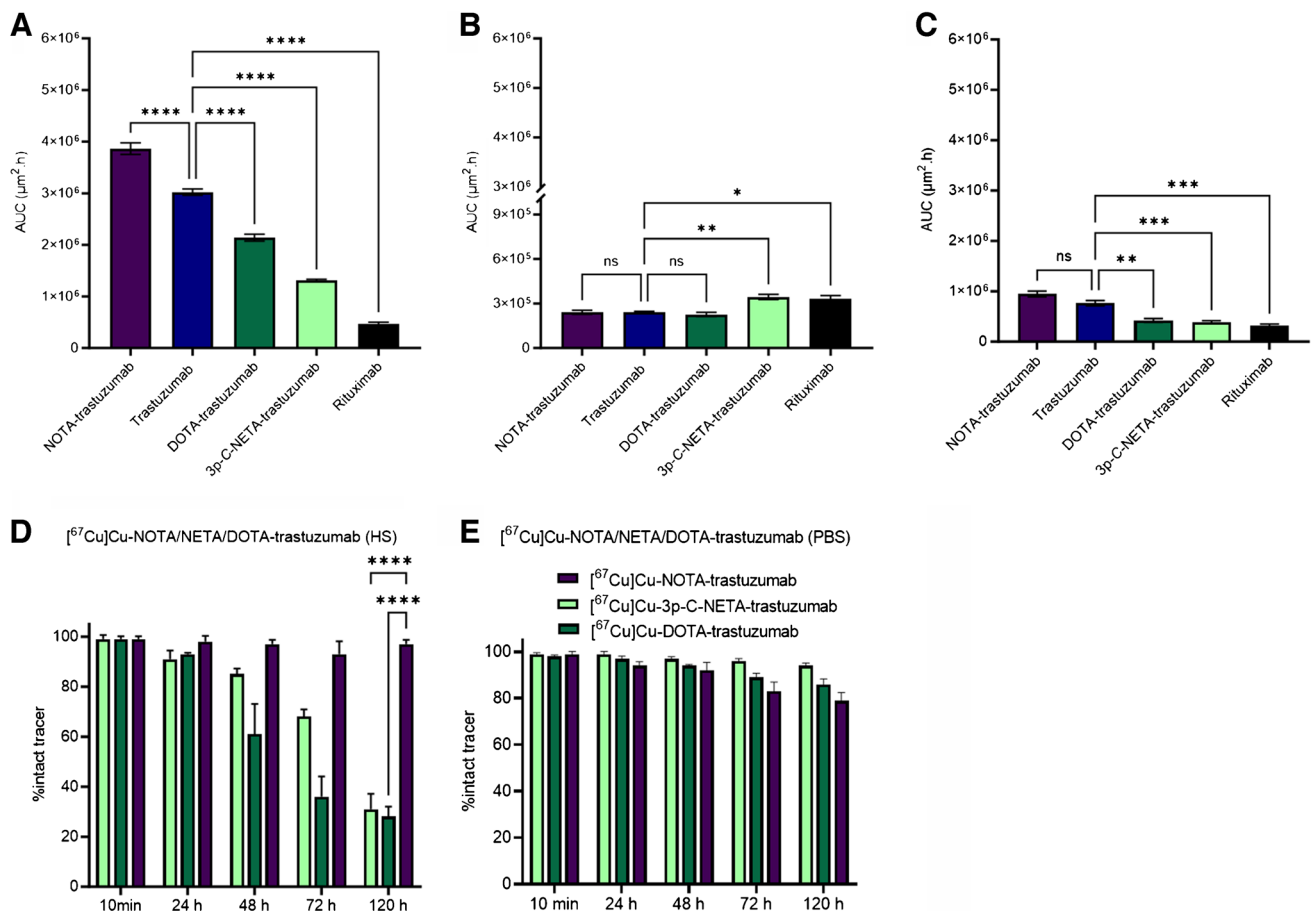 A
AUC (µm².h)
6×10⁶
5×10⁶
4×10⁶
3×10⁶
2×10⁶
1×10⁶
0
****
****
**** ****
NOTA-trastuzumab
Trastuzumab
DOTA-trastuzumab
3p-C-NETA-trastuzumab
Rituximab
B
AUC (µm².h)
6×10⁶
5×10⁶
4×10⁶
3×10⁶
9×10⁵
6×10⁵
3×10⁵
0
*
**
ns ns
NOTA-trastuzumab
Trastuzumab
DOTA-trastuzumab
3p-C-NETA-trastuzumab
Rituximab
C
AUC (µm².h)
6×10⁶
5×10⁶
4×10⁶
3×10⁶
2×10⁶
1×10⁶
0
***
***
ns **
NOTA-trastuzumab
Trastuzumab
DOTA-trastuzumab
3p-C-NETA-trastuzumab
Rituximab
D
[⁶⁷Cu]Cu-NOTA/NETA/DOTA-trastuzumab (HS)
****
****
%intact tracer
100
80
60
40
20
0
10min 24 h 48 h 72 h 120 h
E
[⁶⁷Cu]Cu-NOTA/NETA/DOTA-trastuzumab (PBS)
[⁶⁷Cu]Cu-NOTA-trastuzumab
[⁶⁷Cu]Cu-3p-C-NETA-trastuzumab
[⁶⁷Cu]Cu-DOTA-trastuzumab
%intact tracer
100
80
60
40
20
0
10 min 24 h 48 h 72 h 120 h